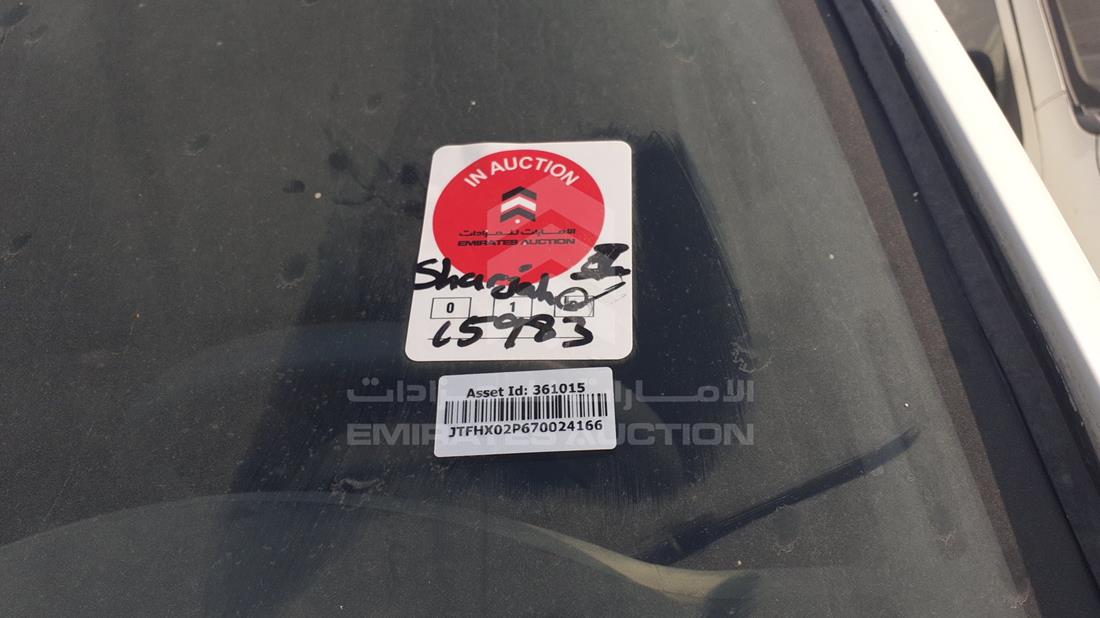 IN AUCTION
الامارات للمزادات
EMIRATES AUCTION
Sharjah
0 1
15983
Asset Id: 361015
JTFHX02P670024166
الامارات للمزادات
EMIRATES AUCTION